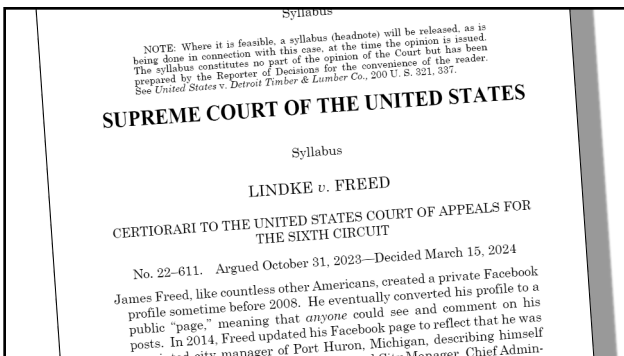 Syllabus
NOTE: Where it is feasible, a syllabus (headnote) will be released, as is
being done in connection with this case, at the time the opinion is issued.
The syllabus constitutes no part of the opinion of the Court but has been
prepared by the Reporter of Decisions for the convenience of the reader.
See United States v. Detroit Timber & Lumber Co., 200 U. S. 321, 337.
SUPREME COURT OF THE UNITED STATES
Syllabus
LINDKE v. FREED
CERTIORARI TO THE UNITED STATES COURT OF APPEALS FOR
THE SIXTH CIRCUIT
No. 22–611. Argued October 31, 2023—Decided March 15, 2024
James Freed, like countless other Americans, created a private Facebook
profile sometime before 2008. He eventually converted his profile to a
public “page,” meaning that anyone could see and comment on his
posts. In 2014, Freed updated his Facebook page to reflect that he was
city manager of Port Huron, Michigan, describing himself
City Manager, Chief Admin-